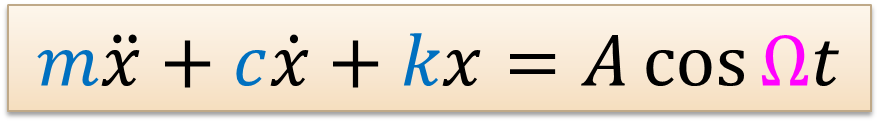 mẍ + cẋ + kx = A cos Ωt